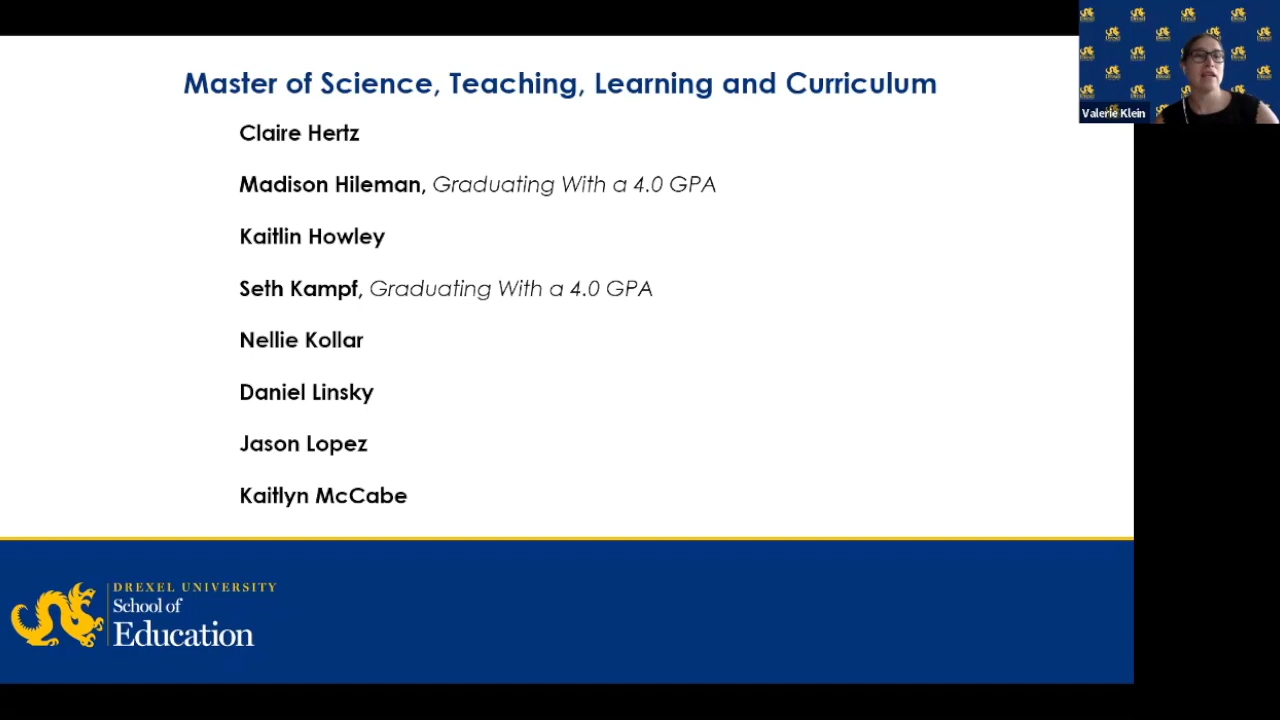 Master of Science, Teaching, Learning and Curriculum
Claire Hertz
Madison Hileman, Graduating With a 4.0 GPA
Kaitlin Howley
Seth Kampf, Graduating With a 4.0 GPA
Nellie Kollar
Daniel Linsky
Jason Lopez
Kaitlyn McCabe
DREXEL UNIVERSITY
School of
Education
Valerie Klein